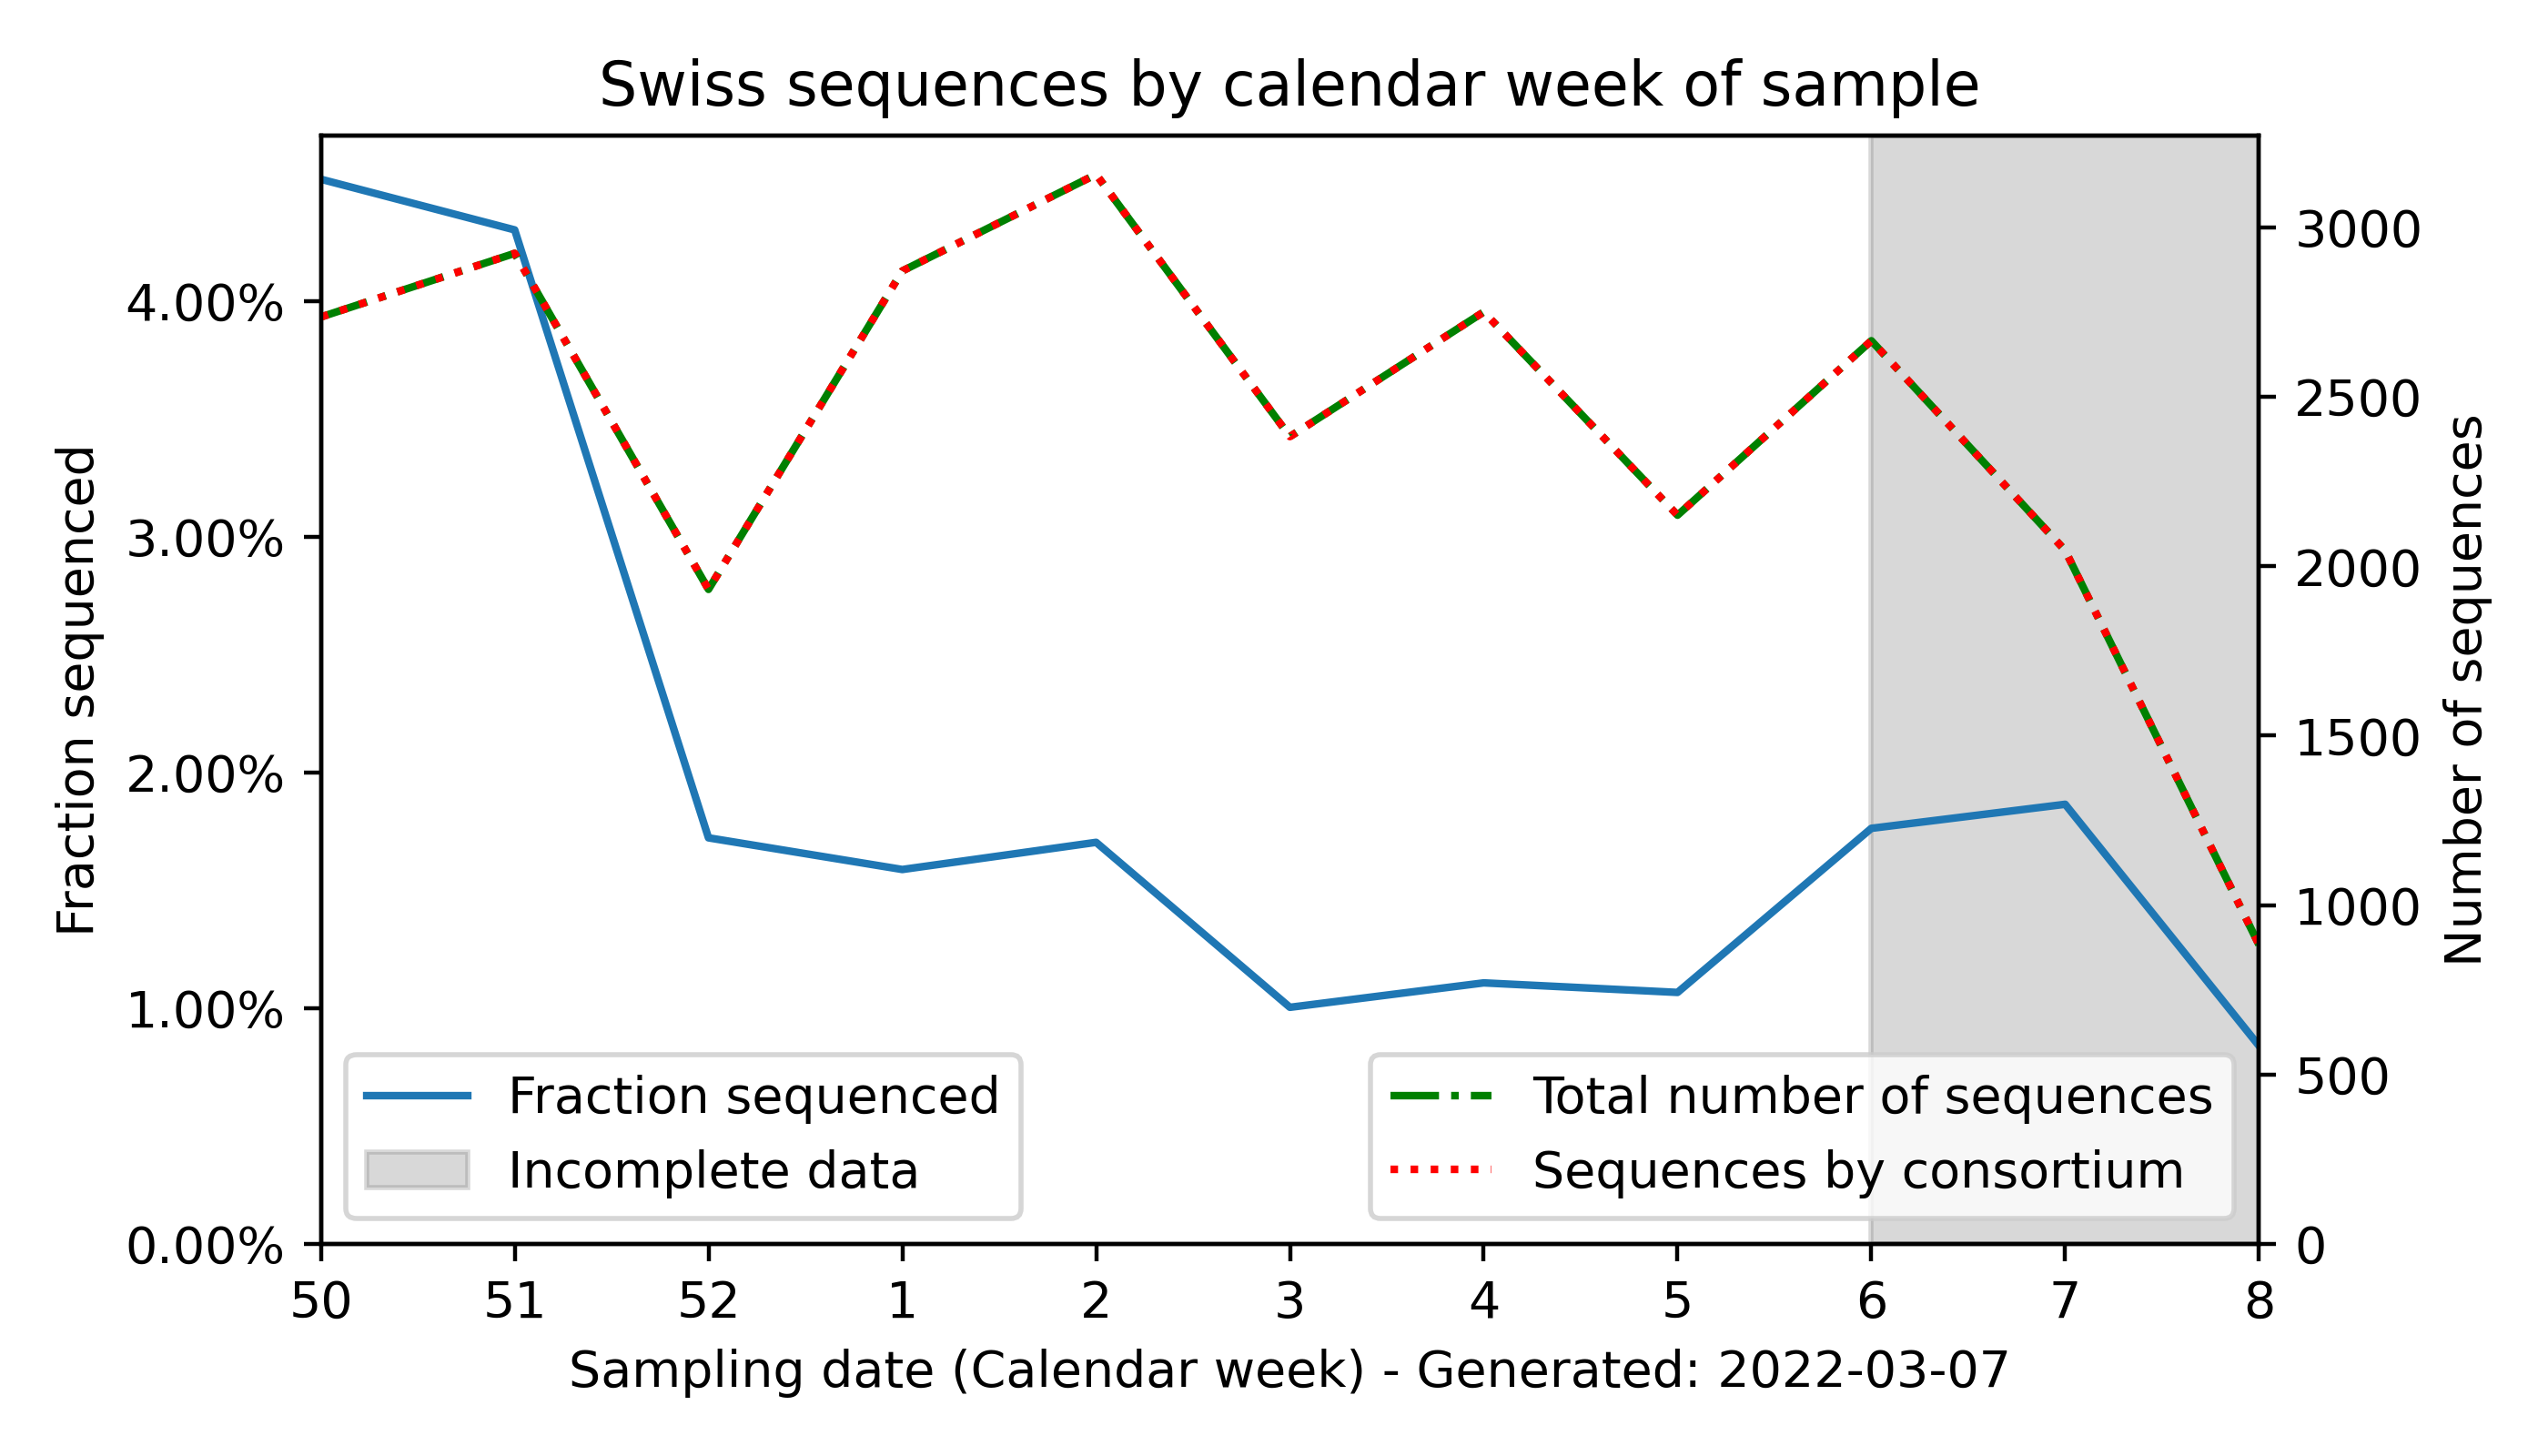 Swiss sequences by calendar week of sample
Fraction sequenced
4.00%
3.00%
2.00%
1.00%
0.00%
3000
2500
2000
1500
1000
500
0
Number of sequences
Fraction sequenced
Incomplete data
Total number of sequences
Sequences by consortium
50 51 52 1 2 3 4 5 6 7 8
Sampling date (Calendar week) - Generated: 2022-03-07